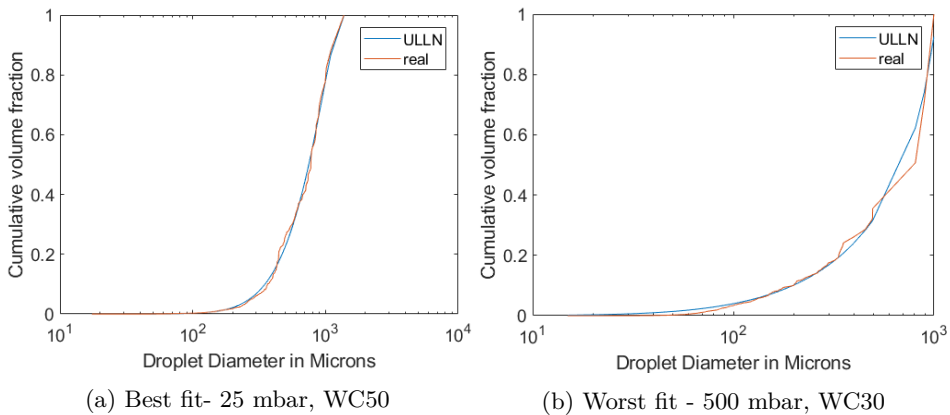 Cumulative volume fraction
1
0.8
0.6
0.4
0.2
0
10^1
10^2
10^3
10^4
Droplet Diameter in Microns
ULLN
real
(a) Best fit- 25 mbar, WC50
Cumulative volume fraction
1
0.8
0.6
0.4
0.2
0
10^1
10^2
10^3
Droplet Diameter in Microns
ULLN
real
(b) Worst fit - 500 mbar, WC30